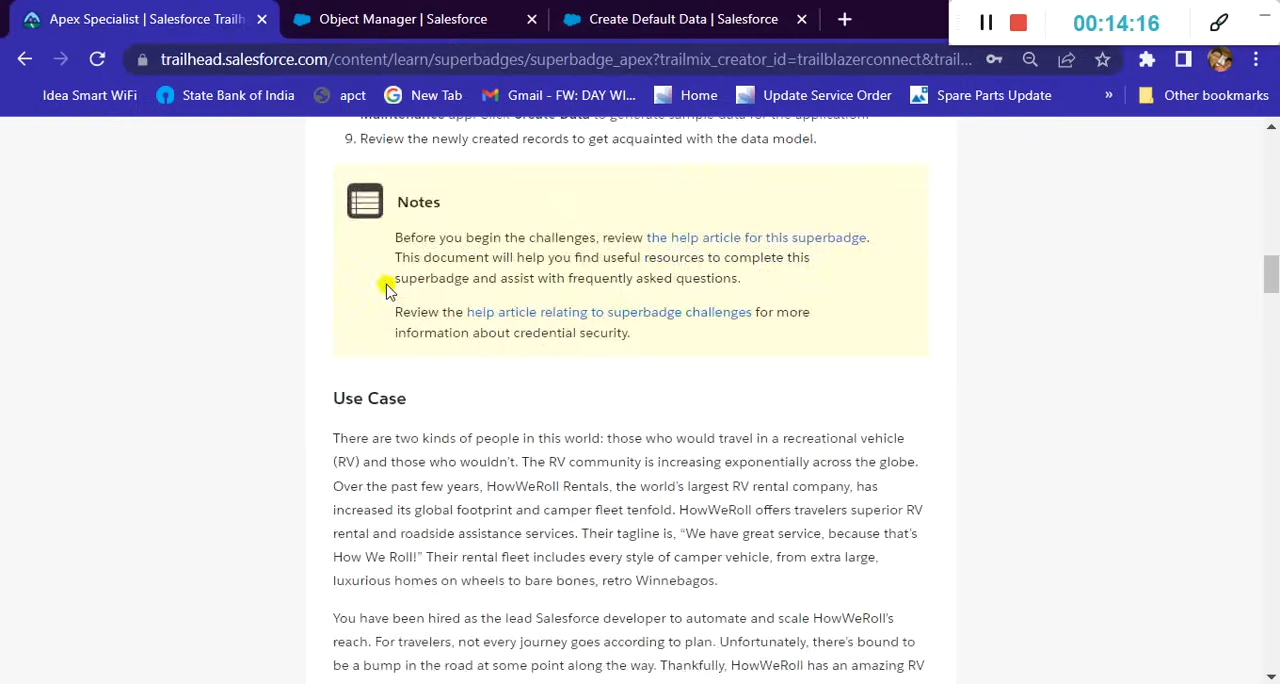 Apex Specialist | Salesforce Trailh
Object Manager | Salesforce
Create Default Data | Salesforce
00:14:16
trailhead.salesforce.com/content/learn/superbadges/superbadge_apex?trailmix_creator_id=trailblazerconnect&trail...
Idea Smart WiFi
State Bank of India
apct
New Tab
Gmail - FW: DAY WI...
Home
Update Service Order
Spare Parts Update
»
Other bookmarks
Maintenance app. Click Create Data to generate sample data for the application.
9. Review the newly created records to get acquainted with the data model.
Notes
Before you begin the challenges, review the help article for this superbadge.
This document will help you find useful resources to complete this
superbadge and assist with frequently asked questions.
Review the help article relating to superbadge challenges for more
information about credential security.
Use Case
There are two kinds of people in this world: those who would travel in a recreational vehicle
(RV) and those who wouldn't. The RV community is increasing exponentially across the globe.
Over the past few years, HowWeRoll Rentals, the world's largest RV rental company, has
increased its global footprint and camper fleet tenfold. HowWeRoll offers travelers superior RV
rental and roadside assistance services. Their tagline is, “We have great service, because that's
How We Roll!” Their rental fleet includes every style of camper vehicle, from extra large,
luxurious homes on wheels to bare bones, retro Winnebagos.
You have been hired as the lead Salesforce developer to automate and scale HowWeRoll's
reach. For travelers, not every journey goes according to plan. Unfortunately, there's bound to
be a bump in the road at some point along the way. Thankfully, HowWeRoll has an amazing RV